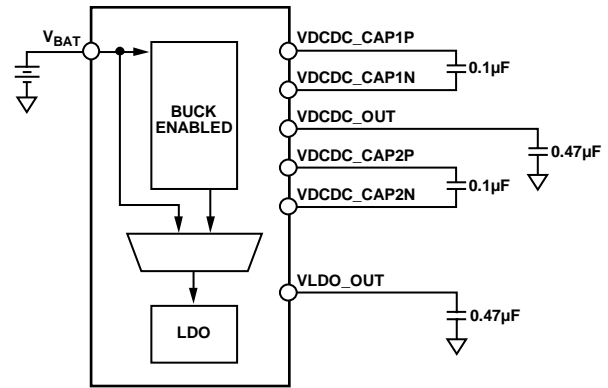 VBAT
BUCK
ENABLED
LDO
VDCDC_CAP1P
0.1µF
VDCDC_CAP1N
VDCDC_OUT
0.47µF
VDCDC_CAP2P
0.1µF
VDCDC_CAP2N
VLDO_OUT
0.47µF